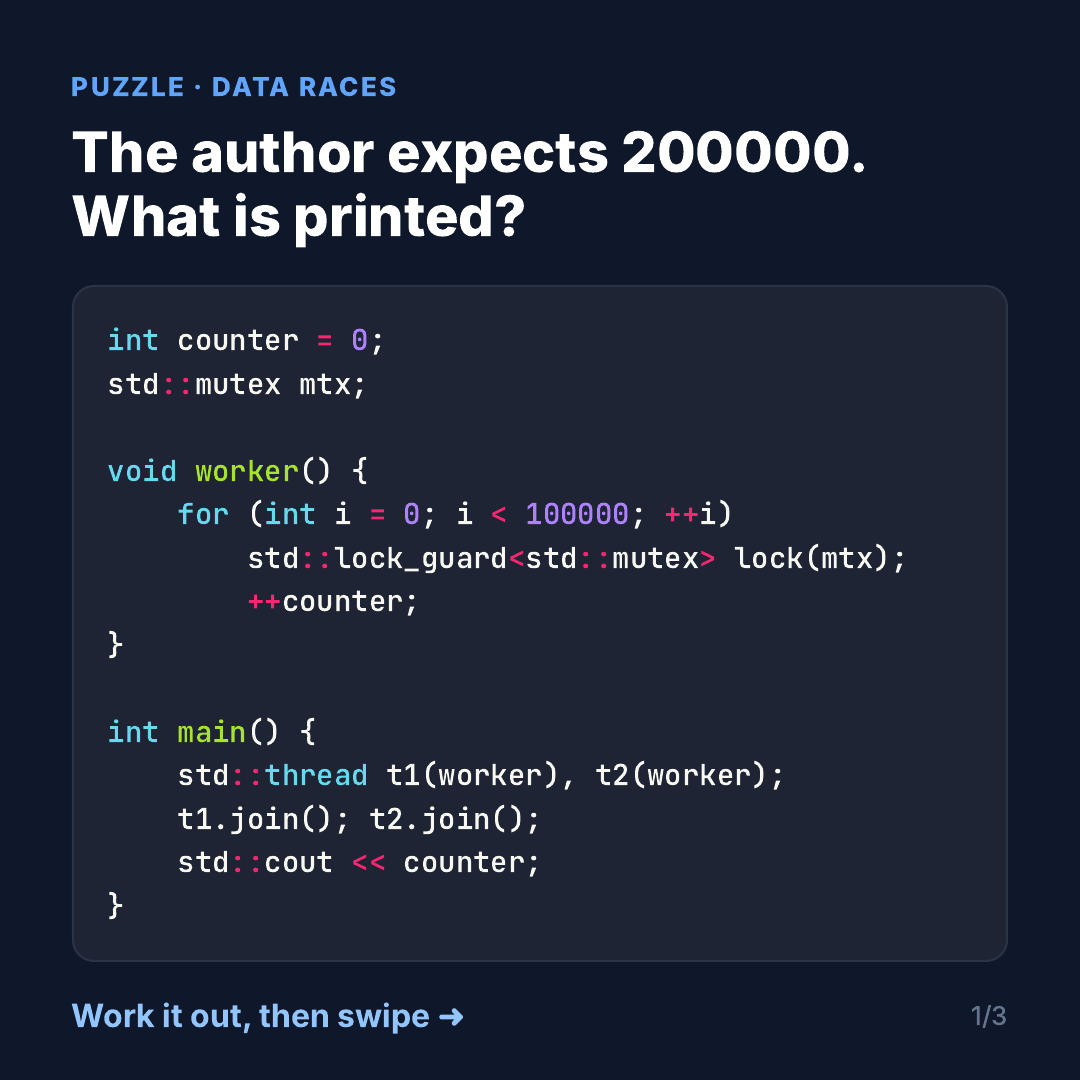 PUZZLE · DATA RACES
The author expects 200000.
What is printed?
int counter = 0;
std::mutex mtx;
void worker() {
    for (int i = 0; i < 100000; ++i)
        std::lock_guard<std::mutex> lock(mtx);
        ++counter;
}
int main() {
    std::thread t1(worker), t2(worker);
    t1.join(); t2.join();
    std::cout << counter;
}
Work it out, then swipe ➜
1/3